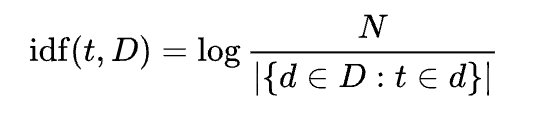 idf(t, D) = log N / |{d ∈ D : t ∈ d}|